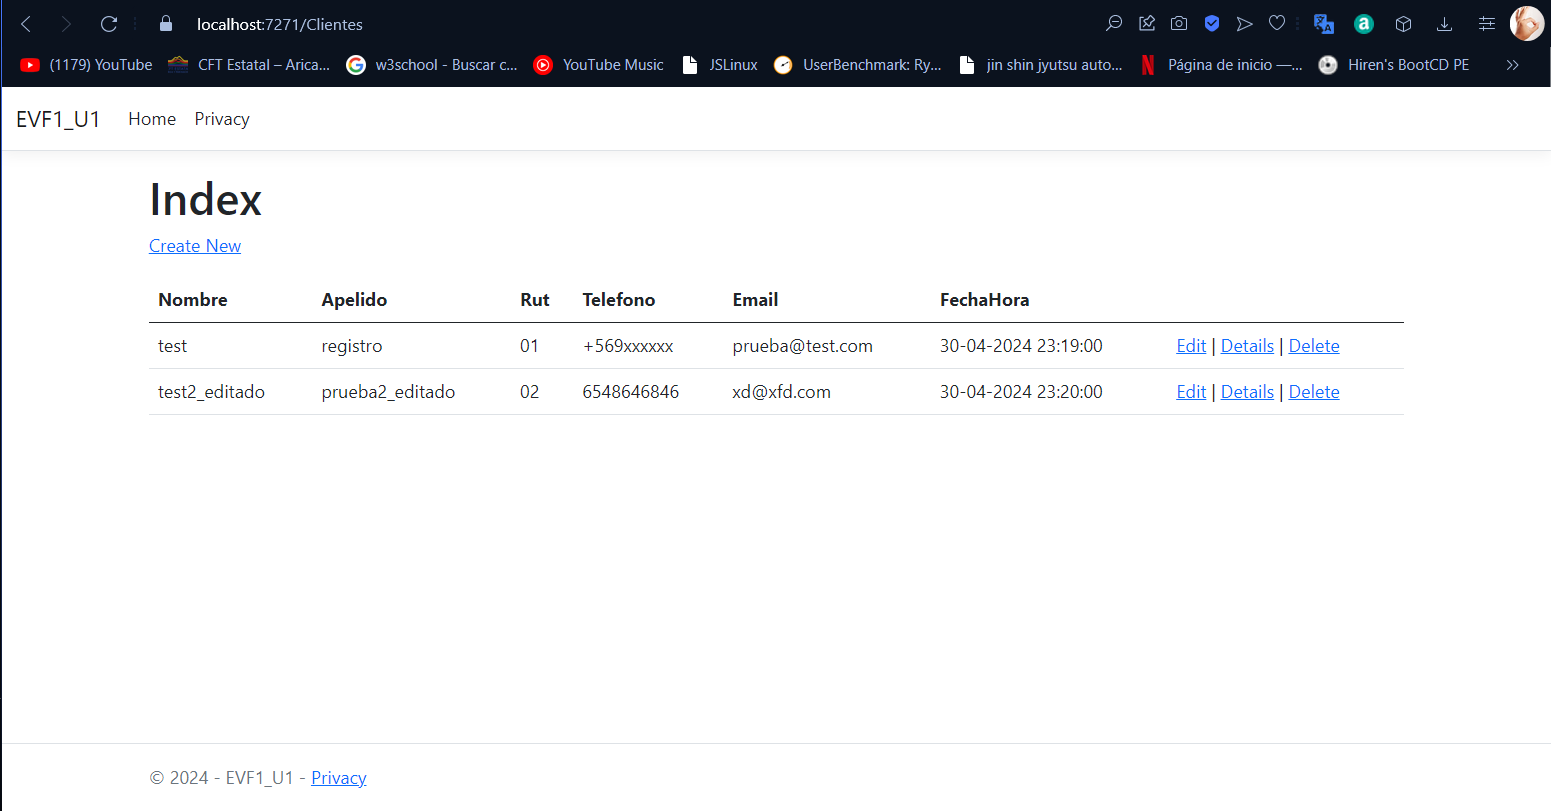 localhost:7271/Clientes
(1179) YouTube CFT Estatal – Arica... w3school - Buscar c... YouTube Music JSLinux UserBenchmark: Ry... jin shin jyutsu auto... Página de inicio —... Hiren's BootCD PE
EVF1_U1 Home Privacy
Index
Create New
Nombre Apelido Rut Telefono Email FechaHora
test registro 01 +569xxxxxx prueba@test.com 30-04-2024 23:19:00 Edit | Details | Delete
test2_editado prueba2_editado 02 6548646846 xd@xfd.com 30-04-2024 23:20:00 Edit | Details | Delete
© 2024 - EVF1_U1 - Privacy